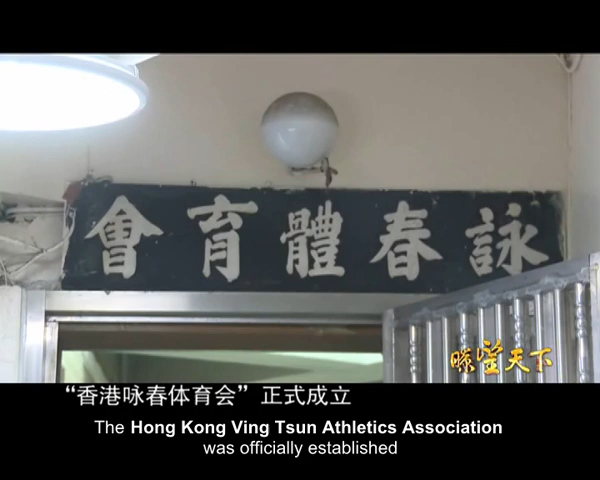 會育體春詠
瞭望天下
“香港咏春体育会”正式成立
The Hong Kong Ving Tsun Athletics Association
was officially established